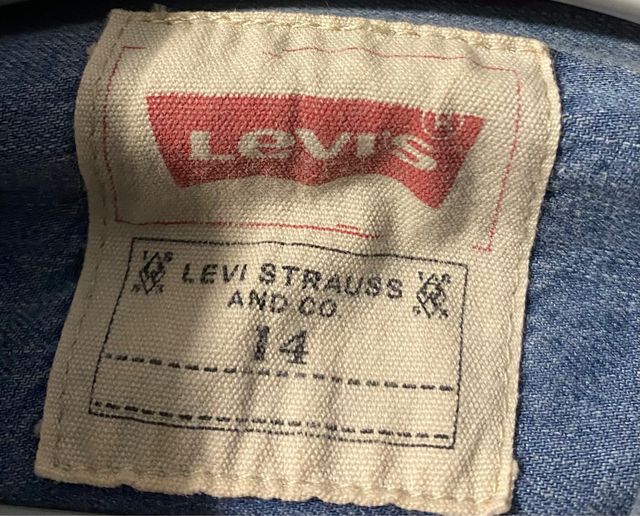 Levi's®
LEVI STRAUSS
AND CO.
14